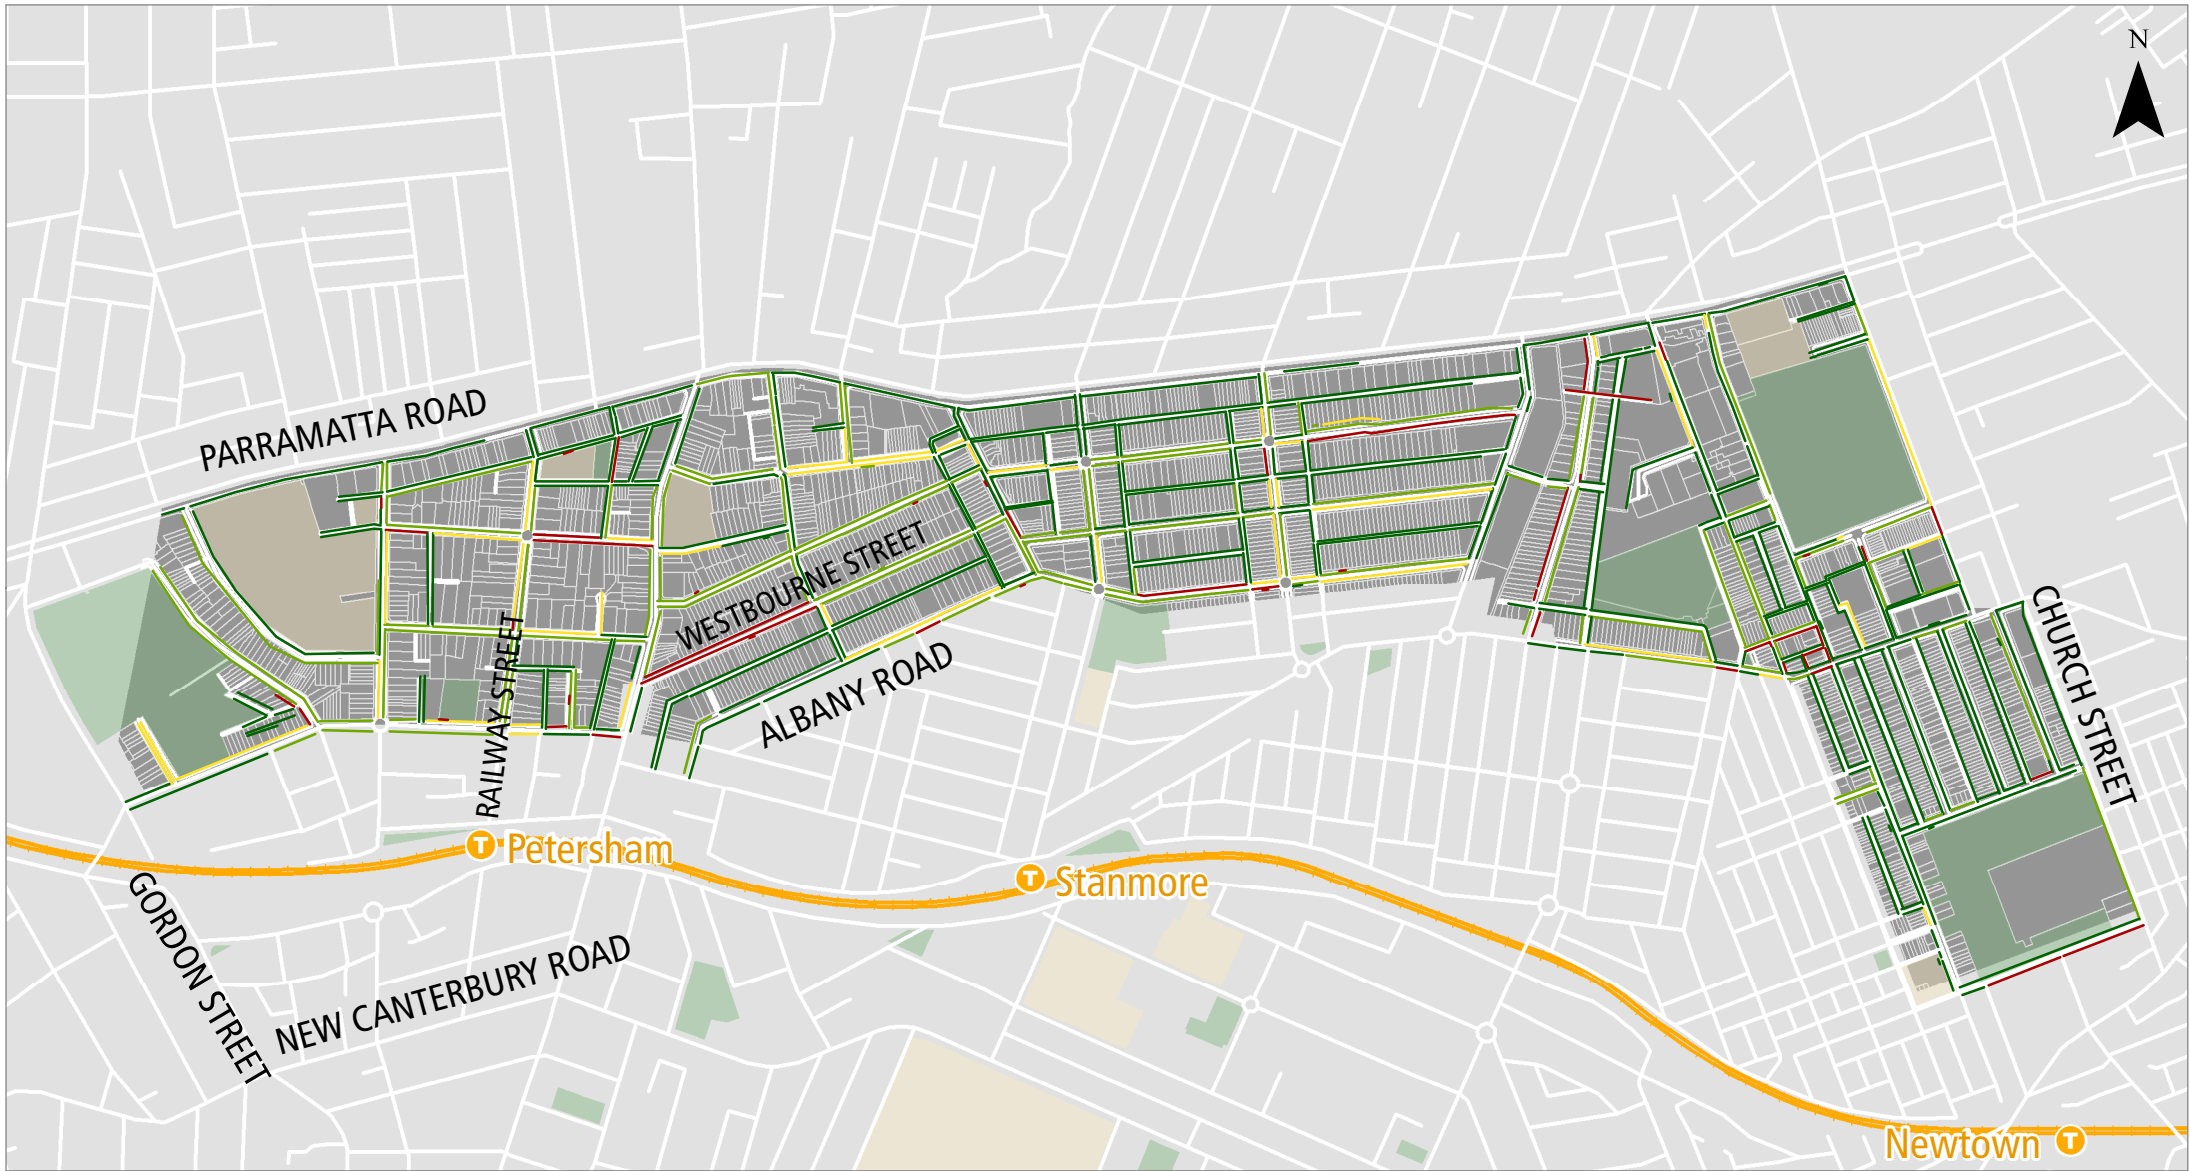 N
PARRAMATTA ROAD
WESTBOURNE STREET
CHURCH STREET
RAILWAY STREET
ALBANY ROAD
T Petersham
T Stanmore
GORDON STREET
NEW CANTERBURY ROAD
Newtown T